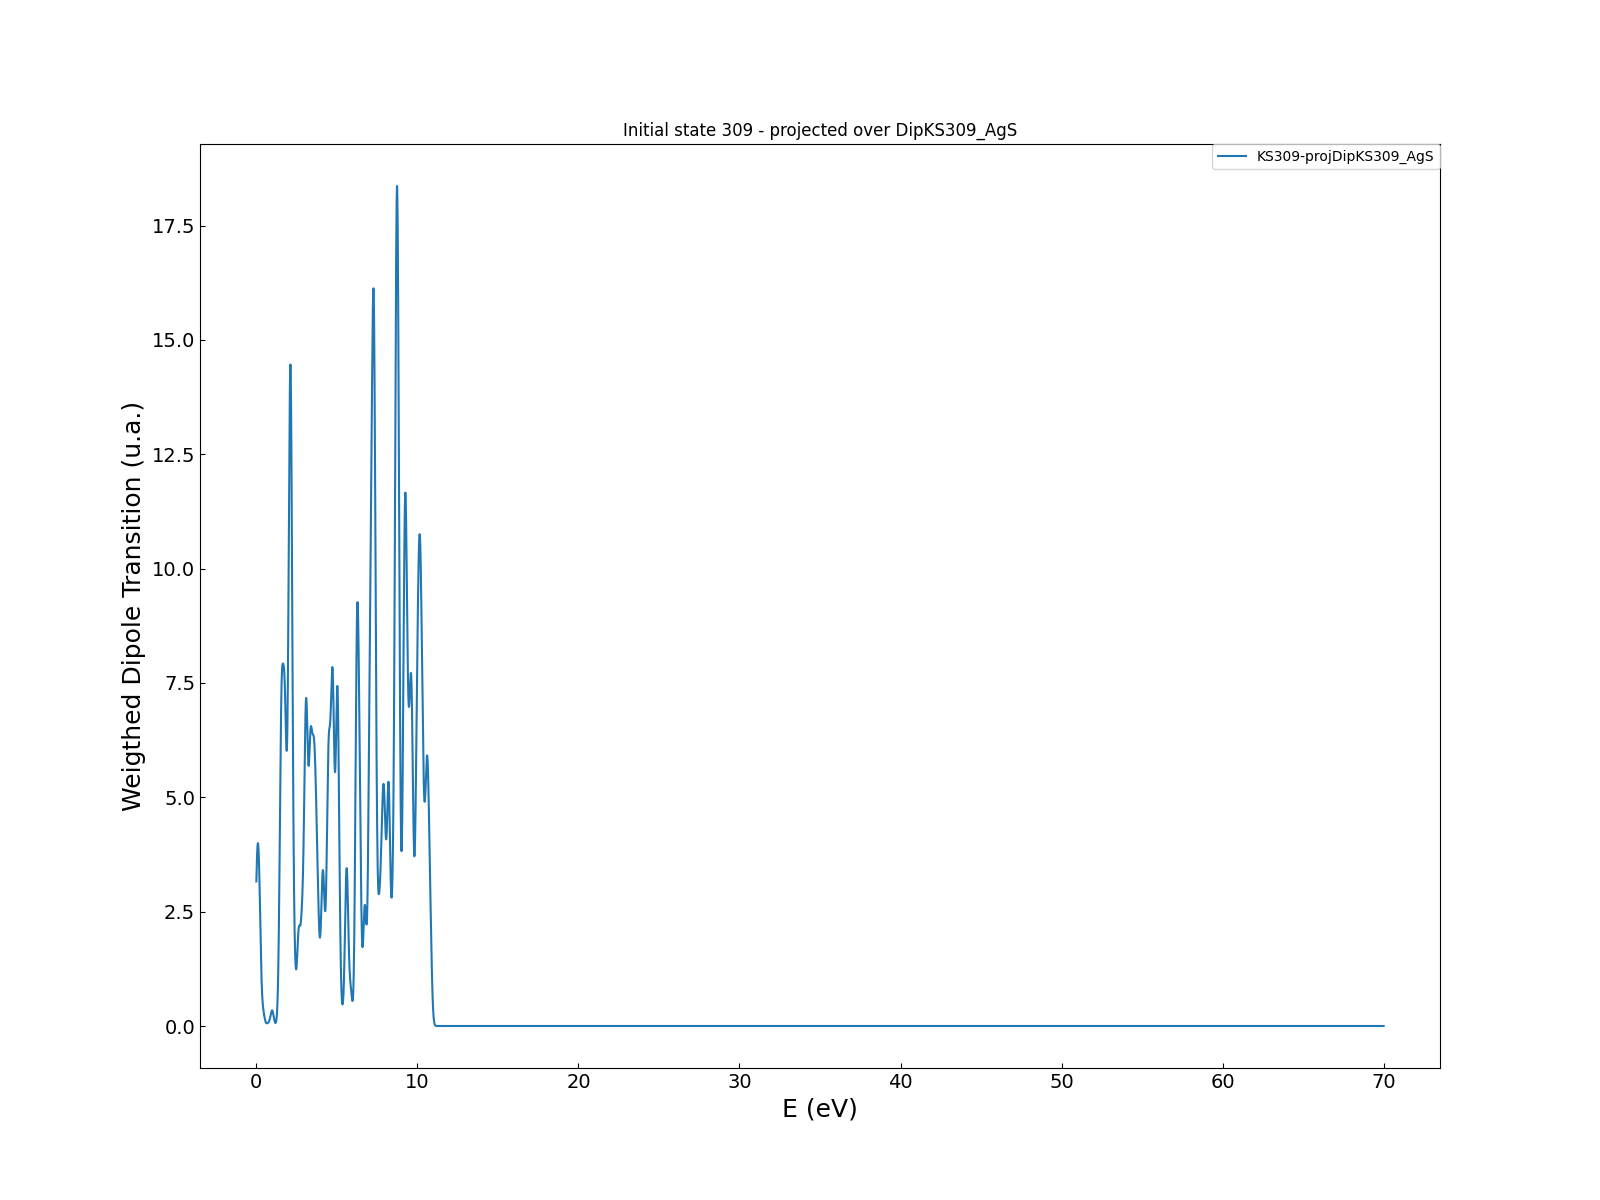 Initial state 309 - projected over DipKS309_AgS
KS309-projDipKS309_AgS
Weigthed Dipole Transition (u.a.)
17.5
15.0
12.5
10.0
7.5
5.0
2.5
0.0
0 10 20 30 40 50 60 70
E (eV)